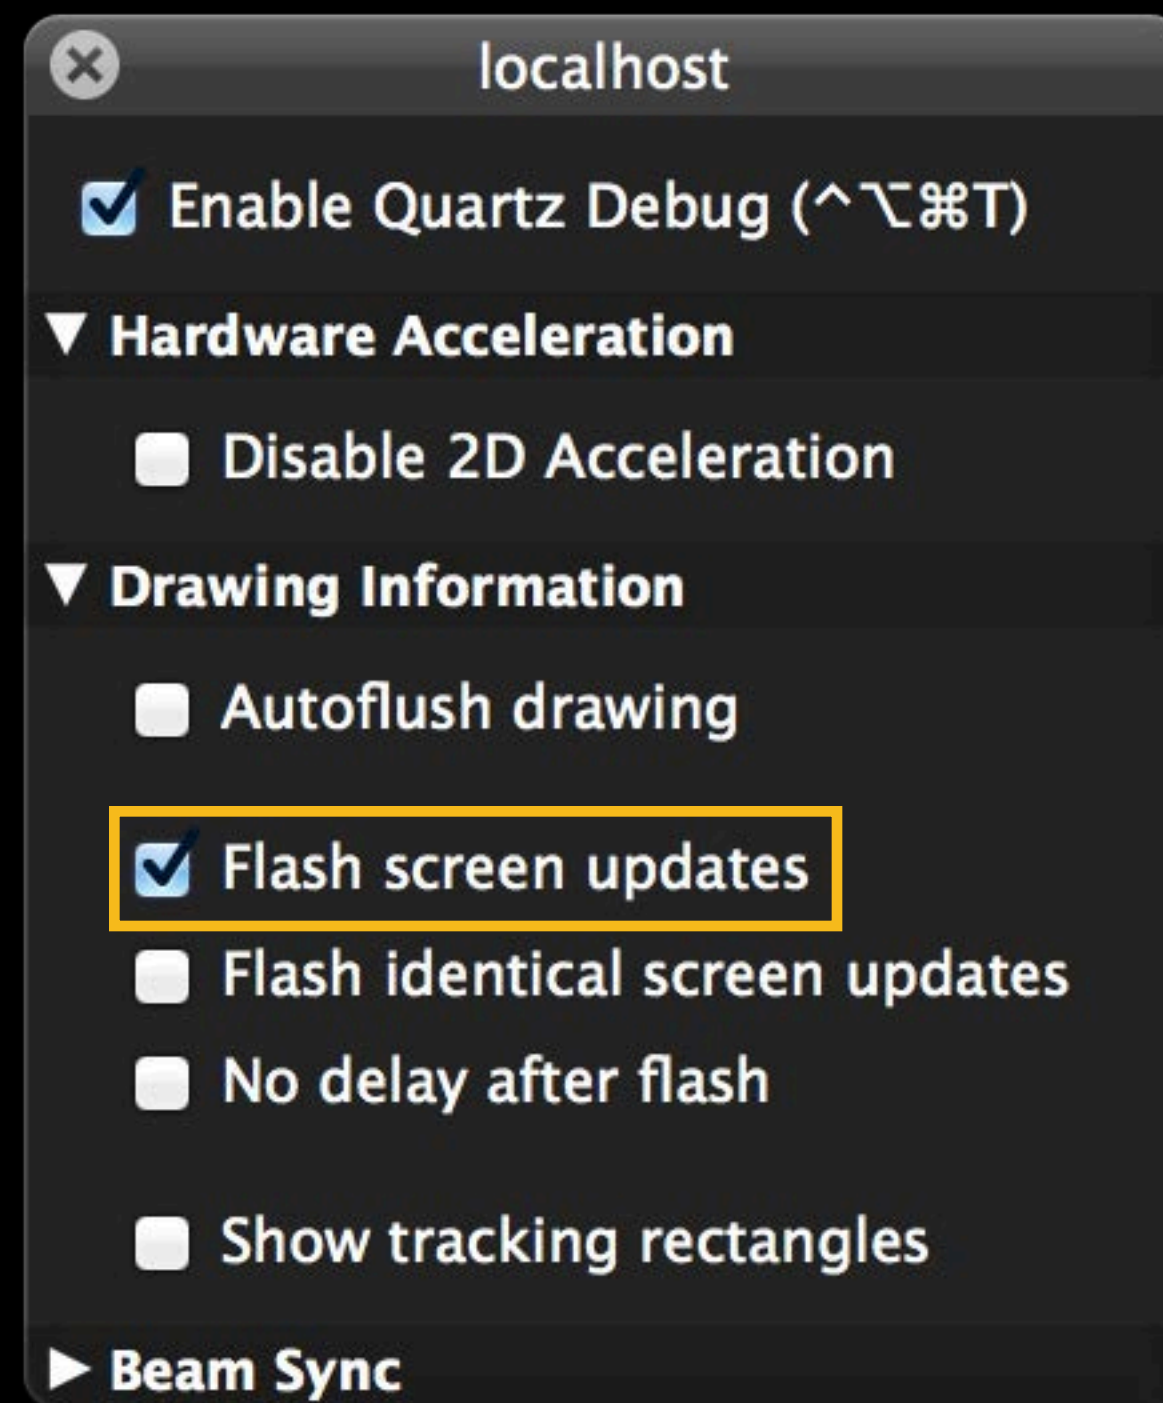 localhost
Enable Quartz Debug (^⌥⌘T)
Hardware Acceleration
Disable 2D Acceleration
Drawing Information
Autoflush drawing
Flash screen updates
Flash identical screen updates
No delay after flash
Show tracking rectangles
Beam Sync